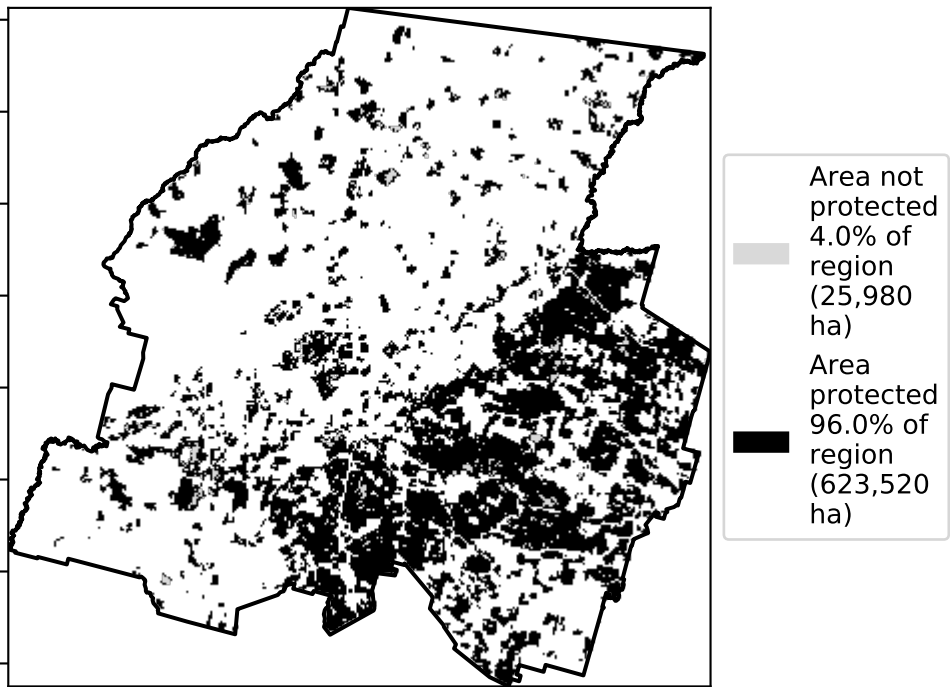 Area not
protected
4.0% of
region
(25,980
ha)
Area
protected
96.0% of
region
(623,520
ha)